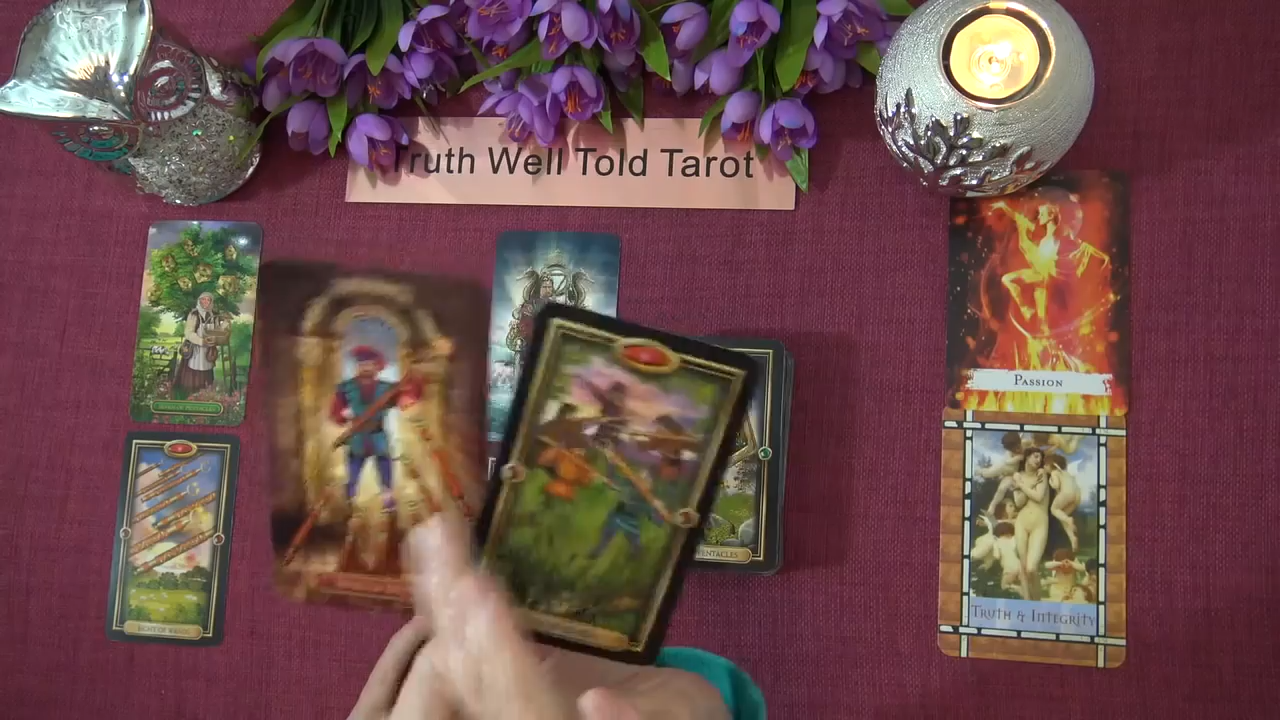 Truth Well Told Tarot
PASSION
TRUTH & INTEGRITY
EIGHT OF WANDS
PENTACLES